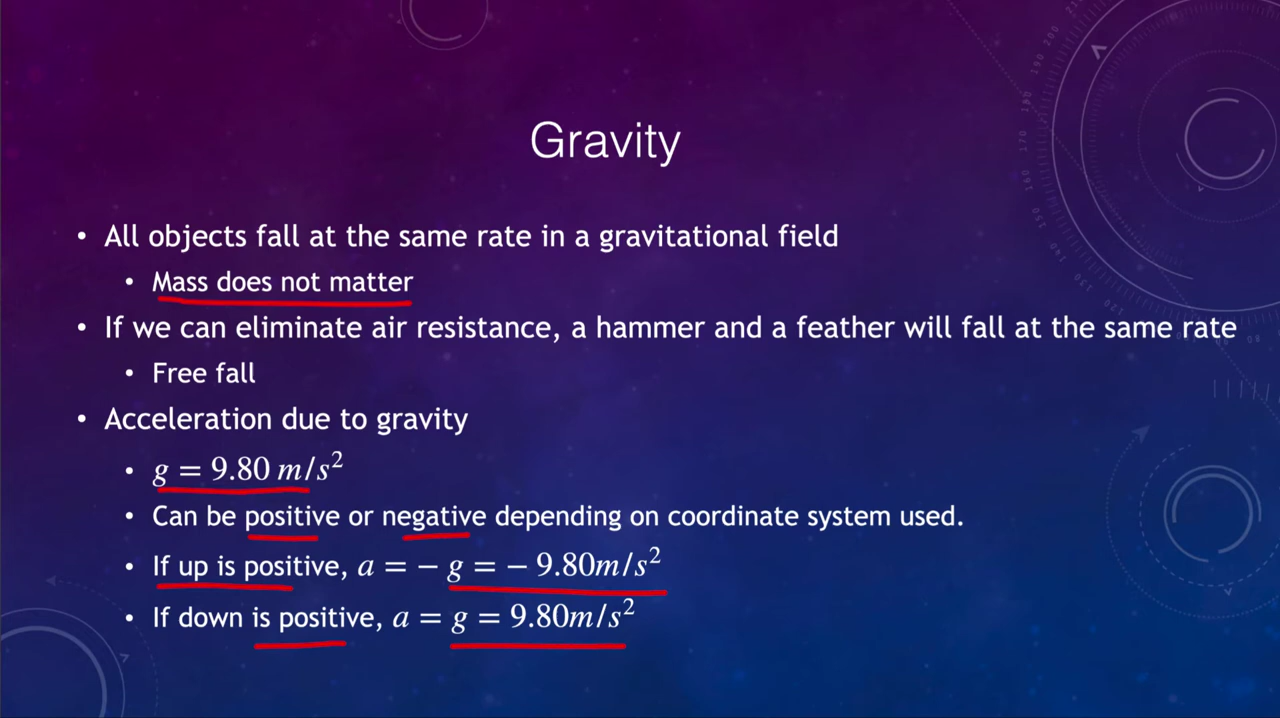 Gravity
• All objects fall at the same rate in a gravitational field
• Mass does not matter
• If we can eliminate air resistance, a hammer and a feather will fall at the same rate
• Free fall
• Acceleration due to gravity
• g = 9.80 m/s²
• Can be positive or negative depending on coordinate system used.
• If up is positive, a = − g = − 9.80m/s²
• If down is positive, a = g = 9.80m/s²